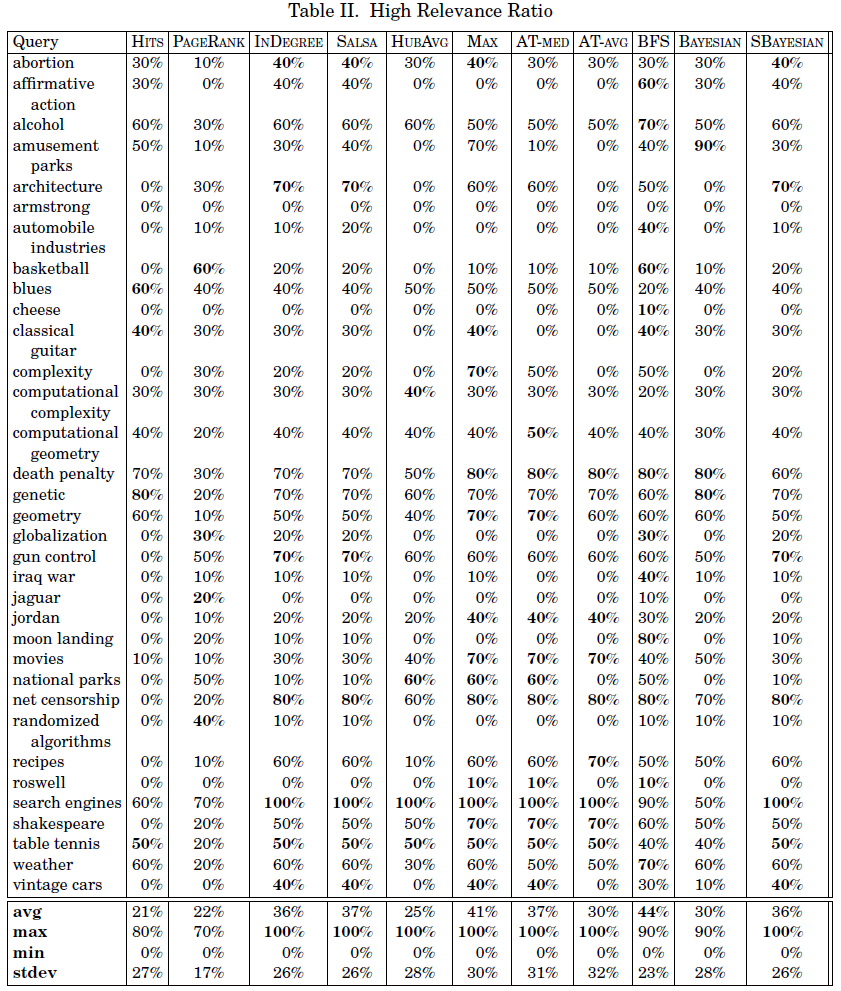 Table II. High Relevance Ratio
Query HITS PAGERANK INDEGREE SALSA HUBAVG MAX AT-MED AT-AVG BFS BAYESIAN SBAYESIAN
abortion 30% 10% 40% 40% 30% 40% 30% 30% 30% 30% 40%
affirmative 30% 0% 40% 40% 0% 0% 0% 0% 60% 30% 40%
action
alcohol 60% 30% 60% 60% 60% 50% 50% 50% 70% 50% 60%
amusement 50% 10% 30% 40% 0% 70% 10% 0% 40% 90% 30%
parks
architecture 0% 30% 70% 70% 0% 60% 60% 0% 50% 0% 70%
armstrong 0% 0% 0% 0% 0% 0% 0% 0% 0% 0% 0%
automobile 0% 10% 10% 20% 0% 0% 0% 0% 40% 0% 10%
industries
basketball 0% 60% 20% 20% 0% 10% 10% 10% 60% 10% 20%
blues 60% 40% 40% 40% 50% 50% 50% 50% 20% 40% 40%
cheese 0% 0% 0% 0% 0% 0% 0% 0% 10% 0% 0%
classical 40% 30% 30% 30% 0% 40% 0% 0% 40% 30% 30%
guitar
complexity 0% 30% 20% 20% 0% 70% 50% 0% 50% 0% 20%
computational 30% 30% 30% 30% 40% 30% 30% 30% 20% 30% 30%
complexity
computational 40% 20% 40% 40% 40% 40% 50% 40% 40% 30% 40%
geometry
death penalty 70% 30% 70% 70% 50% 80% 80% 80% 80% 80% 60%
genetic 80% 20% 70% 70% 60% 70% 70% 70% 60% 80% 70%
geometry 60% 10% 50% 50% 40% 70% 70% 60% 60% 60% 50%
globalization 0% 30% 20% 20% 0% 0% 0% 0% 30% 0% 20%
gun control 0% 50% 70% 70% 60% 60% 60% 60% 60% 50% 70%
iraq war 0% 10% 10% 10% 0% 10% 0% 0% 40% 10% 10%
jaguar 0% 20% 0% 0% 0% 0% 0% 0% 10% 0% 0%
jordan 0% 10% 20% 20% 20% 40% 40% 40% 30% 20% 20%
moon landing 0% 20% 10% 10% 0% 0% 0% 0% 80% 0% 10%
movies 10% 10% 30% 30% 40% 70% 70% 70% 40% 50% 30%
national parks 0% 50% 10% 10% 60% 60% 60% 0% 50% 0% 10%
net censorship 0% 20% 80% 80% 60% 80% 80% 80% 80% 70% 80%
randomized 0% 40% 10% 10% 0% 0% 0% 0% 10% 10% 10%
algorithms
recipes 0% 10% 60% 60% 10% 60% 60% 70% 50% 50% 60%
roswell 0% 0% 0% 0% 0% 10% 10% 0% 10% 0% 0%
search engines 60% 70% 100% 100% 100% 100% 100% 100% 90% 50% 100%
shakespeare 0% 20% 50% 50% 50% 70% 70% 70% 60% 50% 50%
table tennis 50% 20% 50% 50% 50% 50% 50% 50% 40% 40% 50%
weather 60% 20% 60% 60% 30% 60% 50% 50% 70% 60% 60%
vintage cars 0% 0% 40% 40% 0% 40% 40% 0% 30% 10% 40%
avg 21% 22% 36% 37% 25% 41% 37% 30% 44% 30% 36%
max 80% 70% 100% 100% 100% 100% 100% 100% 90% 90% 100%
min 0% 0% 0% 0% 0% 0% 0% 0% 0% 0% 0%
stdev 27% 17% 26% 26% 28% 30% 31% 32% 23% 28% 26%